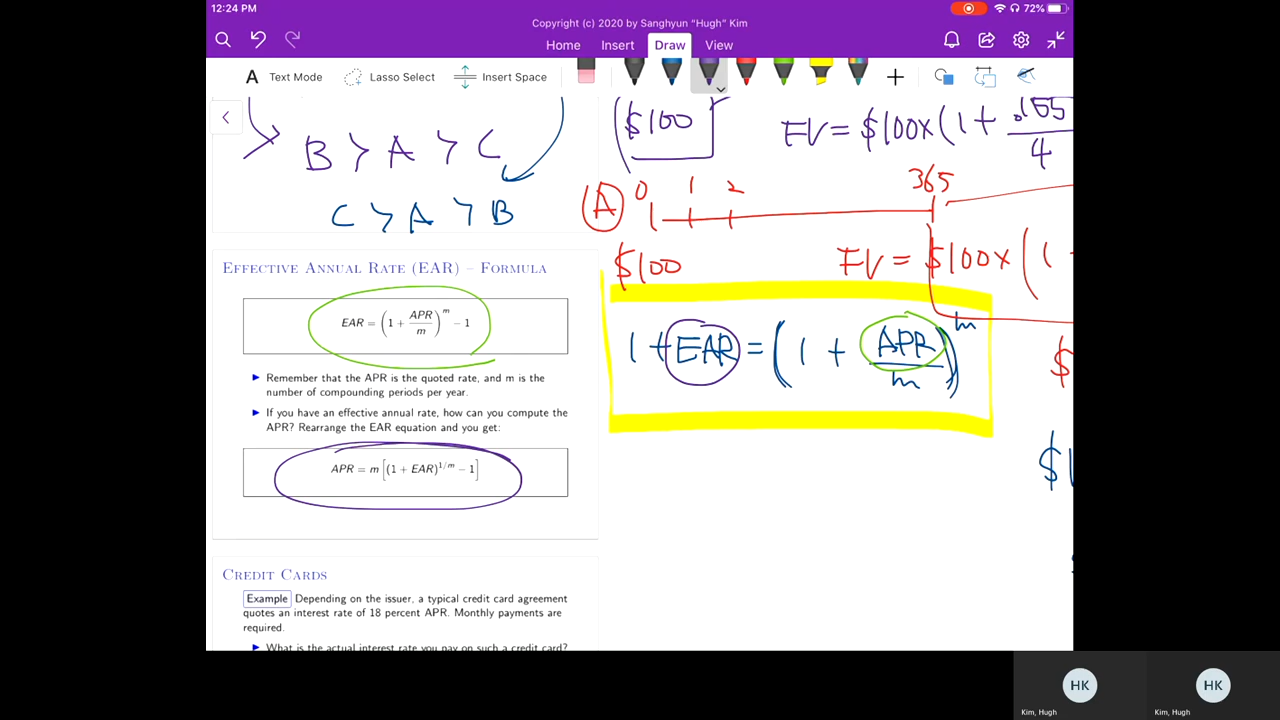 12:24 PM
72%
Copyright (c) 2020 by Sanghyun "Hugh" Kim
Home Insert Draw View
A Text Mode Lasso Select Insert Space
B > A > C
C > A > B
$100
FV = $100x(1 + .155/4
A 0 1 2 365
$100 FV = $100x(1
1 + EAR = (1 + APR/m)^m
$
$1
EFFECTIVE ANNUAL RATE (EAR) – FORMULA
EAR = (1 + APR/m)^m − 1
► Remember that the APR is the quoted rate, and m is the
number of compounding periods per year.
► If you have an effective annual rate, how can you compute the
APR? Rearrange the EAR equation and you get:
APR = m [(1 + EAR)^1/m − 1]
CREDIT CARDS
Example Depending on the issuer, a typical credit card agreement
quotes an interest rate of 18 percent APR. Monthly payments are
required.
► What is the actual interest rate you pay on such a credit card?
HK HK
Kim, Hugh Kim, Hugh